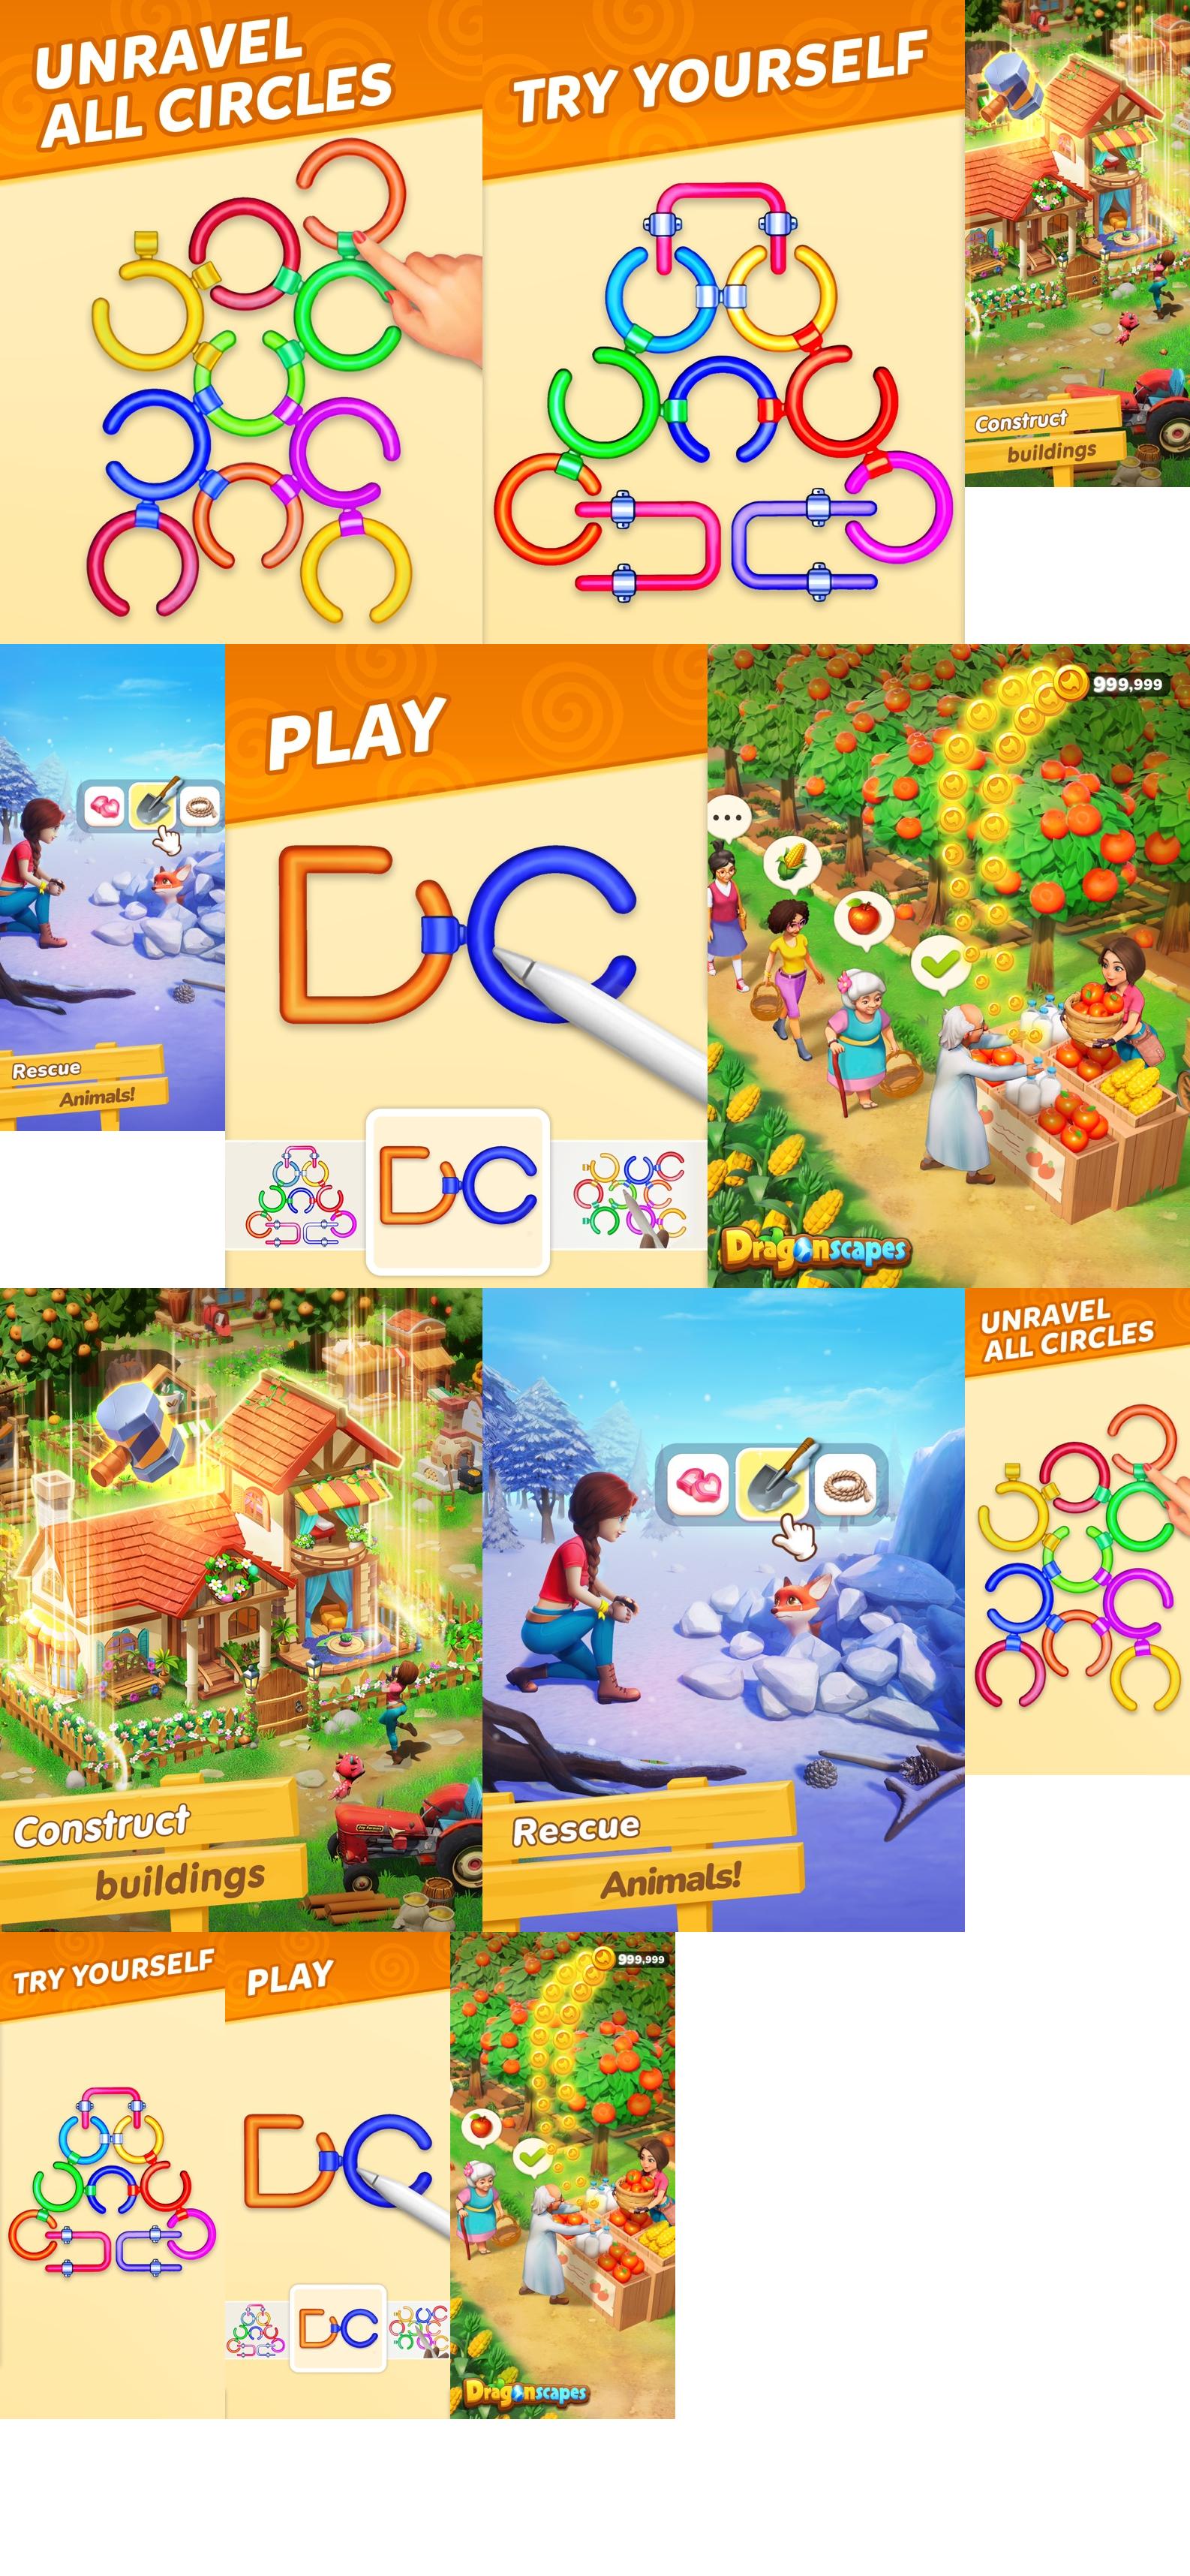 UNRAVEL
ALL CIRCLES
TRY YOURSELF
Construct
buildings
Rescue
Animals!
PLAY
999,999
Dragonscapes
Construct
buildings
Rescue
Animals!
UNRAVEL
ALL CIRCLES
TRY YOURSELF
PLAY
999,999
Dragonscapes